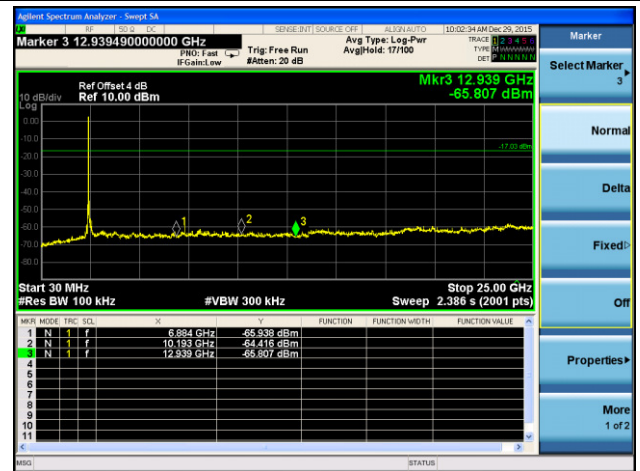 Agilent Spectrum Analyzer - Swept SA
RF 50 Ω DC SENSE:INT SOURCE OFF ALIGN AUTO 10:02:34 AM Dec 29, 2015
Marker 3 12.939490000000 GHz
PNO: Fast
IFGain:Low
Trig: Free Run
#Atten: 20 dB
Avg Type: Log-Pwr
Avg|Hold: 17/100
TRACE 1 2 3 4 5 6
TYPE M
DET P N N N N N
Ref Offset 4 dB
10 dB/div Ref 10.00 dBm
Log
Mkr3 12.939 GHz
-65.807 dBm
0.00
-10.0
-17.03 dBm
-20.0
-30.0
-40.0
-50.0
-60.0
-70.0
-80.0
1
2
3
Start 30 MHz Stop 25.00 GHz
#Res BW 100 kHz #VBW 300 kHz Sweep 2.386 s (2001 pts)
MKR MODE TRC SCL X Y FUNCTION FUNCTION WIDTH FUNCTION VALUE
1 N 1 f 6.884 GHz -65.938 dBm
2 N 1 f 10.193 GHz -64.416 dBm
3 N 1 f 12.939 GHz -65.807 dBm
4
5
6
7
8
9
10
11
MSG STATUS
Marker
Select Marker
3
Normal
Delta
Fixed
Off
Properties
More
1 of 2